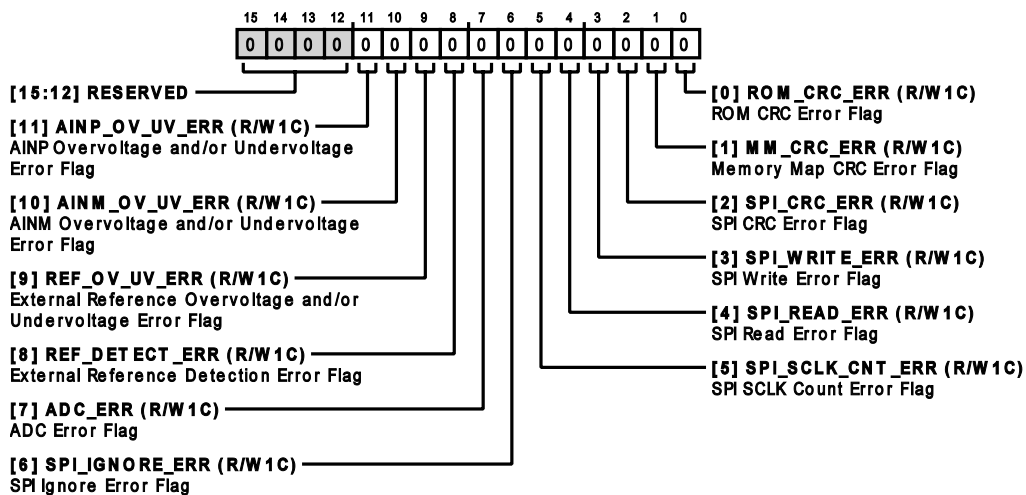 15 14 13 12 11 10 9 8 7 6 5 4 3 2 1 0
0 0 0 0 0 0 0 0 0 0 0 0 0 0 0 0
[15:12] RESERVED
[11] AINP_OV_UV_ERR (R/W1C)
AINP Overvoltage and/or Undervoltage
Error Flag
[10] AINM_OV_UV_ERR (R/W1C)
AINM Overvoltage and/or Undervoltage
Error Flag
[9] REF_OV_UV_ERR (R/W1C)
External Reference Overvoltage and/or
Undervoltage Error Flag
[8] REF_DETECT_ERR (R/W1C)
External Reference Detection Error Flag
[7] ADC_ERR (R/W1C)
ADC Error Flag
[6] SPI_IGNORE_ERR (R/W1C)
SPI Ignore Error Flag
[0] ROM_CRC_ERR (R/W1C)
ROM CRC Error Flag
[1] MM_CRC_ERR (R/W1C)
Memory Map CRC Error Flag
[2] SPI_CRC_ERR (R/W1C)
SPI CRC Error Flag
[3] SPI_WRITE_ERR (R/W1C)
SPI Write Error Flag
[4] SPI_READ_ERR (R/W1C)
SPI Read Error Flag
[5] SPI_SCLK_CNT_ERR (R/W1C)
SPI SCLK Count Error Flag